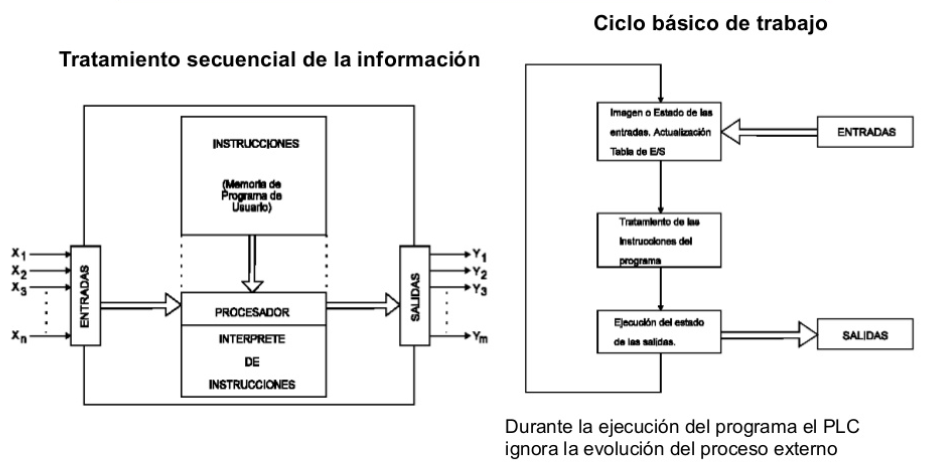 Tratamiento secuencial de la información
INSTRUCCIONES
(Memoria de
Programa de
Usuario)
X1
X2
X3
Xn
ENTRADAS
PROCESADOR
INTERPRETE
DE
INSTRUCCIONES
SALIDAS
Y1
Y2
Y3
Ym
Ciclo básico de trabajo
Imagen o Estado de las
entradas. Actualización
Tabla de E/S
ENTRADAS
Tratamiento de las
instrucciones del
programa
Ejecución del estado
de las salidas.
SALIDAS
Durante la ejecución del programa el PLC
ignora la evolución del proceso externo